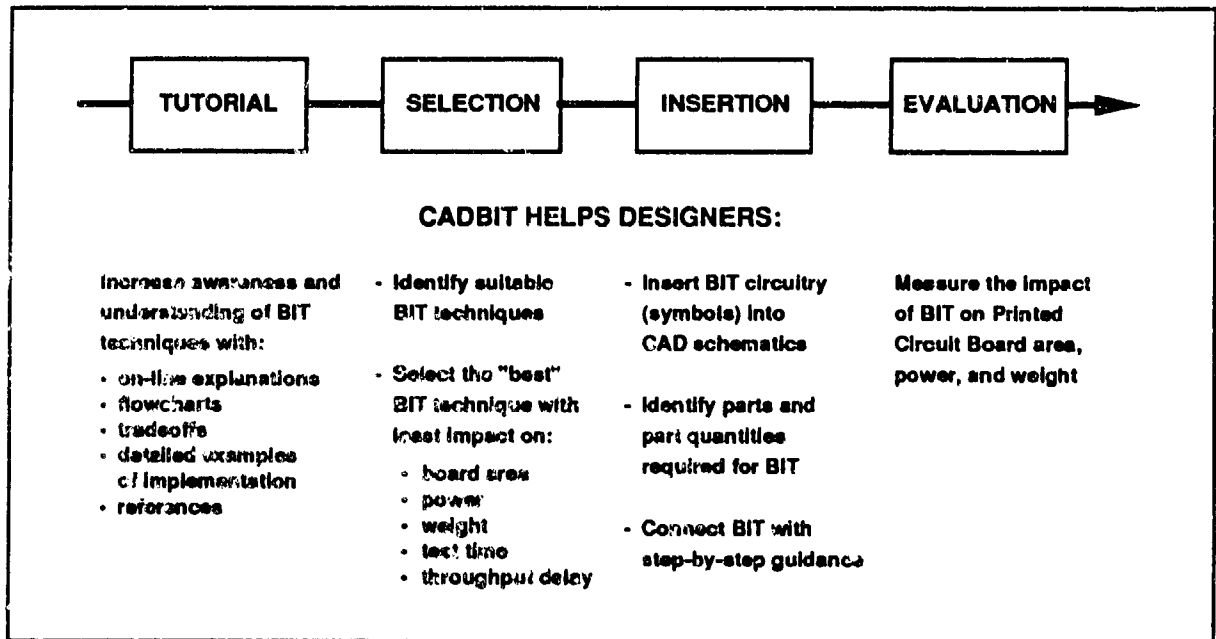 TUTORIAL
SELECTION
INSERTION
EVALUATION
CADBIT HELPS DESIGNERS:
Increase awareness and
understanding of BIT
techniques with:
• on-line explanations
• flowcharts
• tradeoffs
• detailed examples
of implementation
• references
- Identify suitable
BIT techniques
- Select the "best"
BIT technique with
least impact on:
• board area
• power
• weight
• test time
• throughput delay
- Insert BIT circuitry
(symbols) into
CAD schematics
- Identify parts and
part quantities
required for BIT
- Connect BIT with
step-by-step guidance
Measure the impact
of BIT on Printed
Circuit Board area,
power, and weight